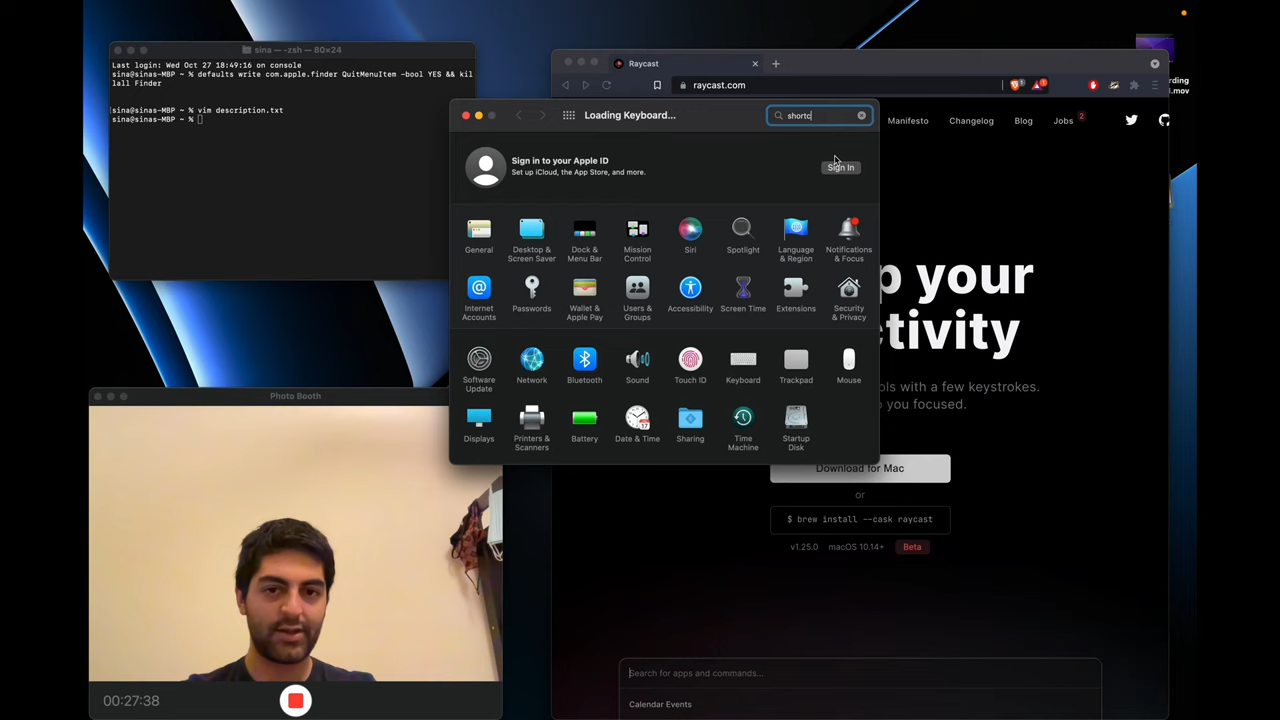 sina — -zsh — 80×24
Last login: Wed Oct 27 18:49:16 on console
sina@sinas-MBP ~ % defaults write com.apple.finder QuitMenuItem -bool YES && kil
lall Finder
sina@sinas-MBP ~ % vim description.txt
sina@sinas-MBP ~ %
Raycast
raycast.com
1
1
Manifesto
Changelog
Blog
Jobs
2
.mov
Loading Keyboard...
shortc
Sign in to your Apple ID
Set up iCloud, the App Store, and more.
Sign In
General
Desktop &
Screen Saver
Dock &
Menu Bar
Mission
Control
Siri
Spotlight
Language
& Region
Notifications
& Focus
Internet
Accounts
Passwords
Wallet &
Apple Pay
Users &
Groups
Accessibility
Screen Time
Extensions
Security
& Privacy
Software
Update
Network
Bluetooth
Sound
Touch ID
Keyboard
Trackpad
Mouse
Displays
Printers &
Scanners
Battery
Date & Time
Sharing
Time
Machine
Startup
Disk
p your
with a few keystrokes.
you focused.
Download for Mac
or
$ brew install --cask raycast
v1.25.0
macOS 10.14+
Beta
Search for apps and commands...
Calendar Events
Photo Booth
00:27:38